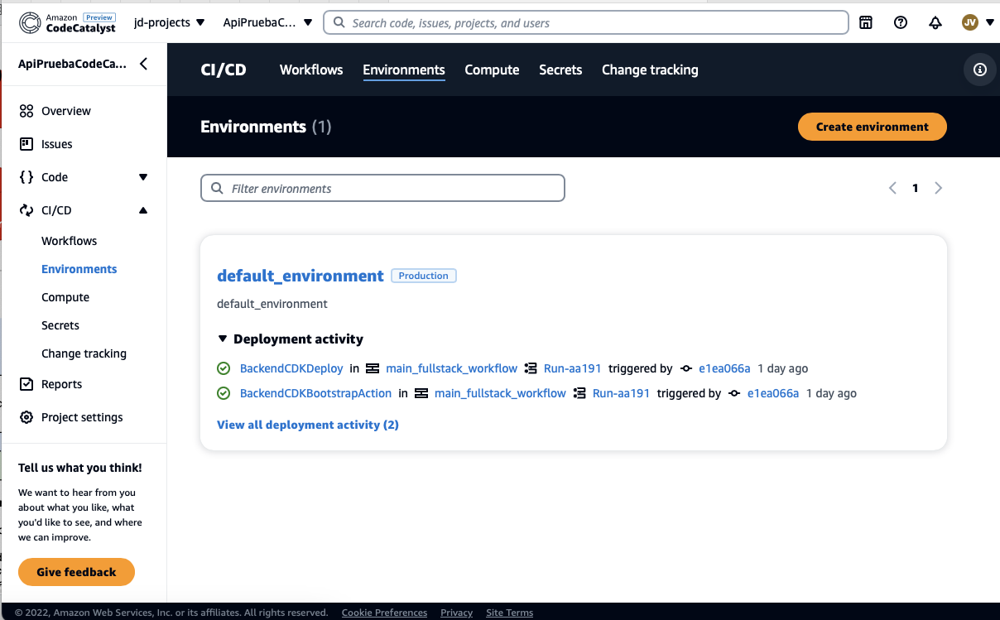 Amazon Preview
CodeCatalyst
jd-projects
ApiPruebaC...
Search code, issues, projects, and users
JV
ApiPruebaCodeCa...
Overview
Issues
Code
CI/CD
Workflows
Environments
Compute
Secrets
Change tracking
Reports
Project settings
Tell us what you think!
We want to hear from you
about what you like, what
you'd like to see, and where
we can improve.
Give feedback
CI/CD Workflows Environments Compute Secrets Change tracking
Environments (1)
Create environment
Filter environments
1
default_environment Production
default_environment
Deployment activity
BackendCDKDeploy in main_fullstack_workflow Run-aa191 triggered by e1ea066a 1 day ago
BackendCDKBootstrapAction in main_fullstack_workflow Run-aa191 triggered by e1ea066a 1 day ago
View all deployment activity (2)
© 2022, Amazon Web Services, Inc. or its affiliates. All rights reserved. Cookie Preferences Privacy Site Terms